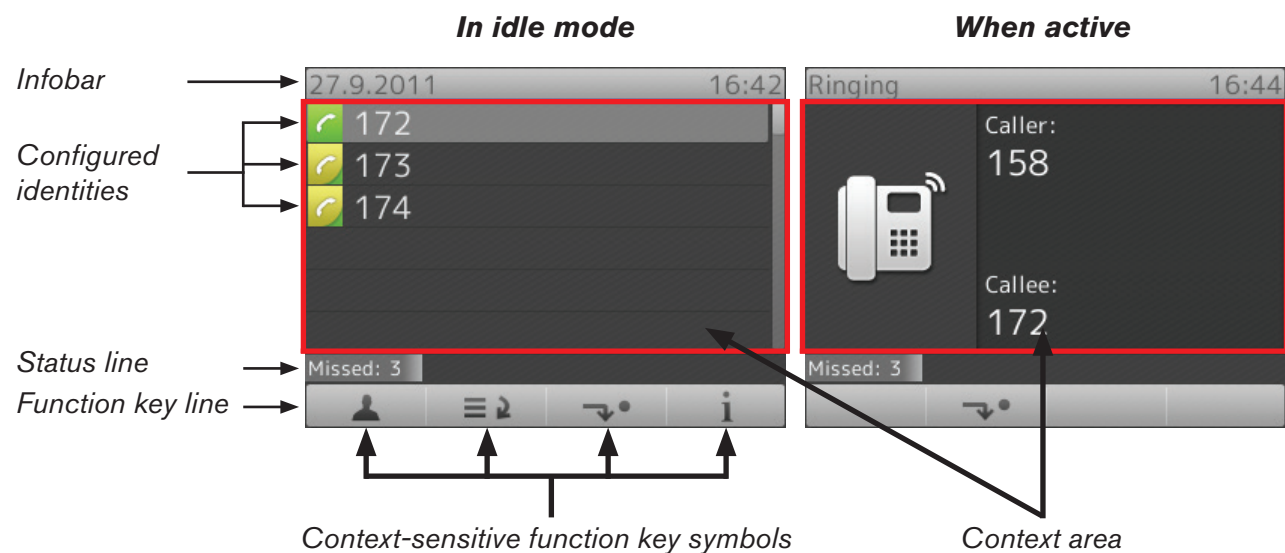 In idle mode
When active
Infobar
27.9.2011 16:42
Ringing 16:44
Configured
identities
172
173
174
Caller:
158
Callee:
172
Status line
Missed: 3
Missed: 3
Function key line
i
Context-sensitive function key symbols
Context area